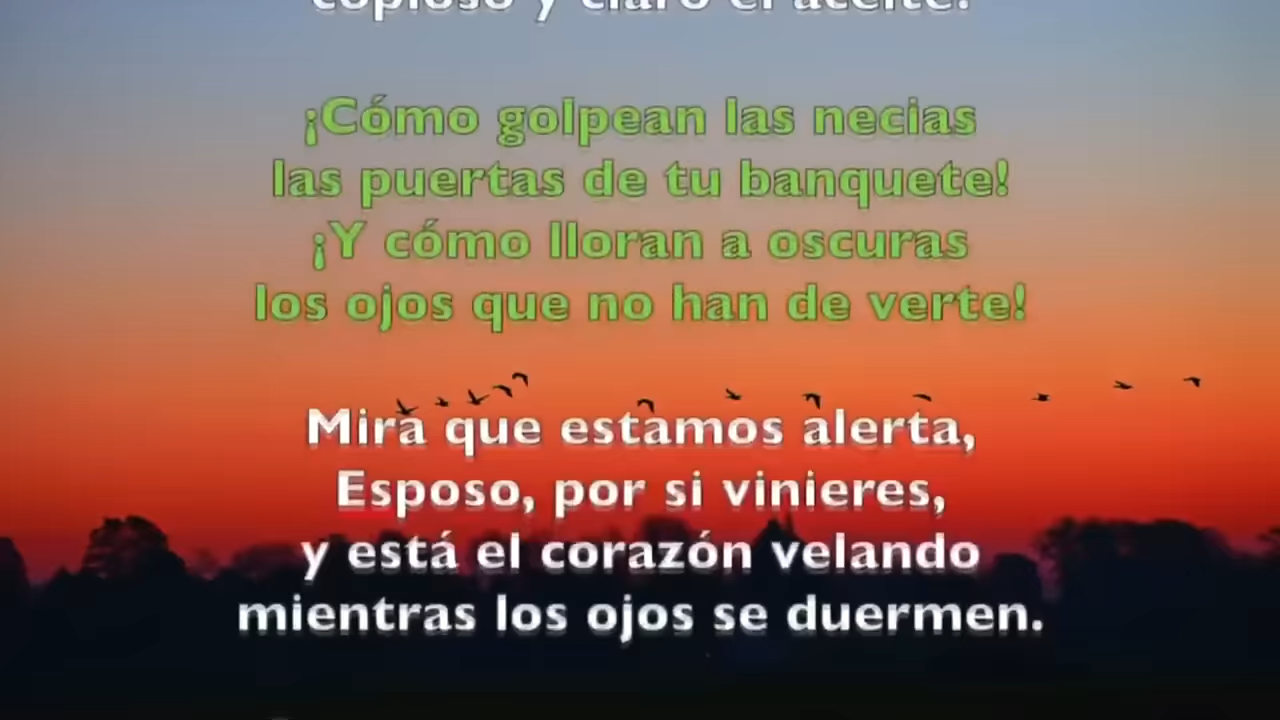 copioso y claro el aceite.
¡Cómo golpean las necias
las puertas de tu banquete!
¡Y cómo lloran a oscuras
los ojos que no han de verte!
Mira que estamos alerta,
Esposo, por si vinieres,
y está el corazón velando
mientras los ojos se duermen.